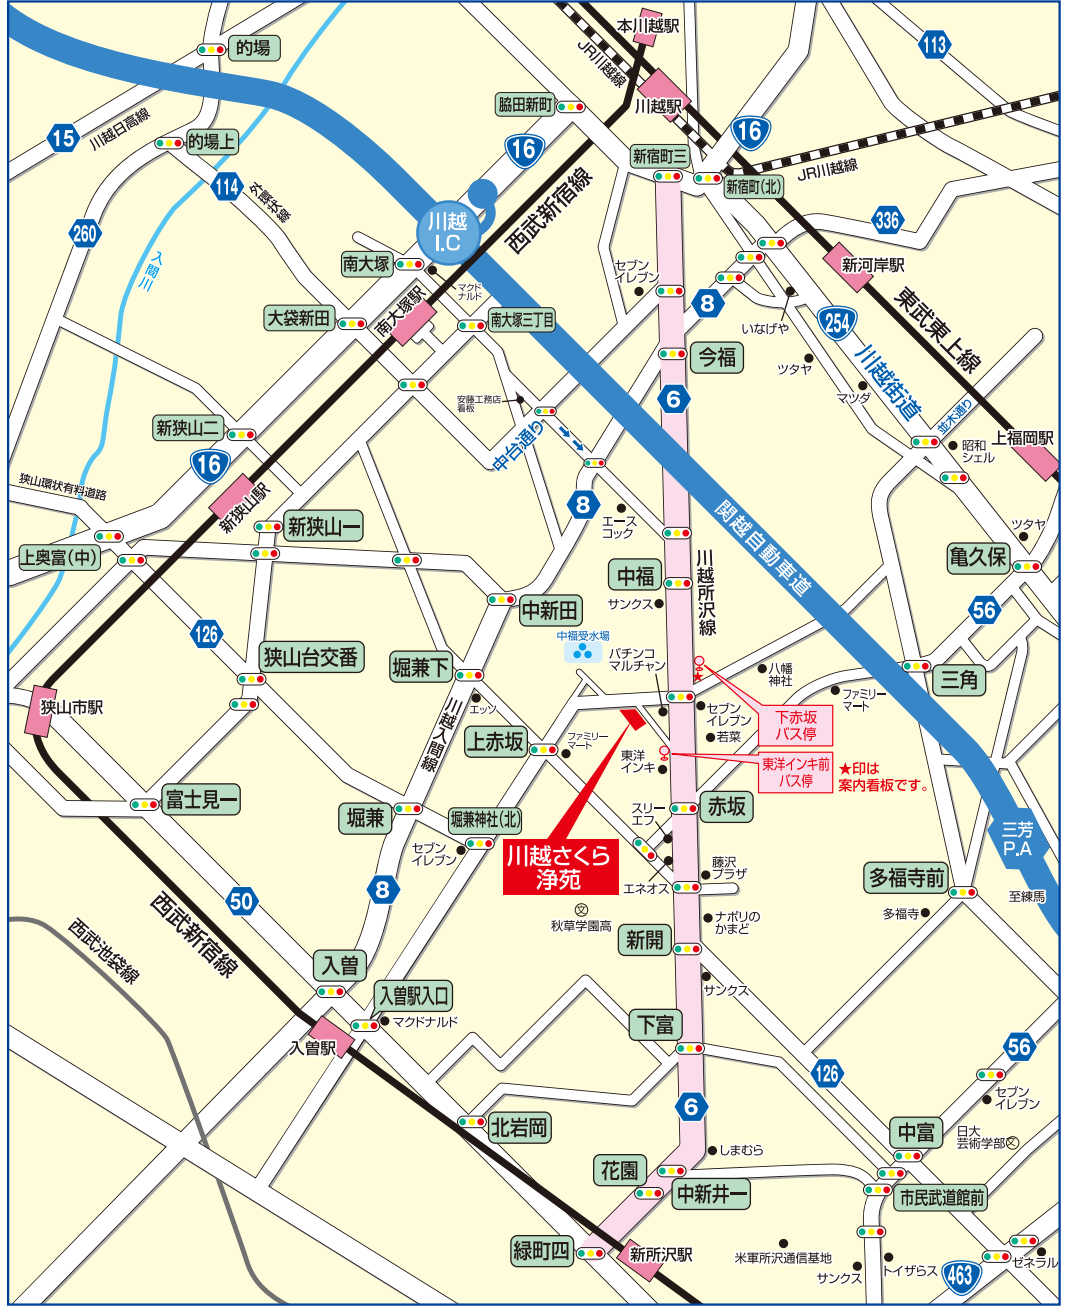 本川越駅
的場
JR川越線
113
川越駅
脇田新町
15
川越日高線
的場上
16
16
新宿町三
新宿町(北)
JR川越線
114
外環状線
西武新宿線
260
川越
I.C
336
入間川
南大塚
マクド
ナルド
セブン
イレブン
新河岸駅
8
東武東上線
大袋新田
南大塚駅
南大塚三丁目
いなげや
254
川越街道
今福
ツタヤ
6
マツダ
安藤工務店
看板
並木通り
新狭山二
中台通り
昭和
シェル
上福岡駅
16
狭山環状有料道路
新狭山駅
8
関越自動車道
新狭山一
エース
コック
ツタヤ
上奥富(中)
川越所沢線
亀久保
中福
サンクス
中新田
56
126
中福受水場
狭山台交番
堀兼下
パチンコ
マルチャン
八幡
神社
三角
狭山市駅
エッソ
川越入間線
セブン
イレブン
ファミリー
マート
下赤坂
バス停
上赤坂
ファミリー
マート
若菜
東洋
インキ
東洋インキ前
バス停
★印は
案内看板です。
富士見一
堀兼
堀兼神社(北)
スリー
エフ
赤坂
三芳
P.A
セブン
イレブン
川越さくら
浄苑
藤沢
プラザ
エネオス
多福寺前
至練馬
8
50
西武新宿線
西武池袋線
秋草学園高
文
ナポリの
かまど
多福寺
新開
入曽
サンクス
入曽駅入口
マクドナルド
下富
入曽駅
56
126
6
セブン
イレブン
北岩岡
中富
日大
芸術学部
文
しまむら
花園
中新井一
市民武道館前
緑町四
新所沢駅
米軍所沢通信基地
サンクス
トイザらス
463
ゼネラル